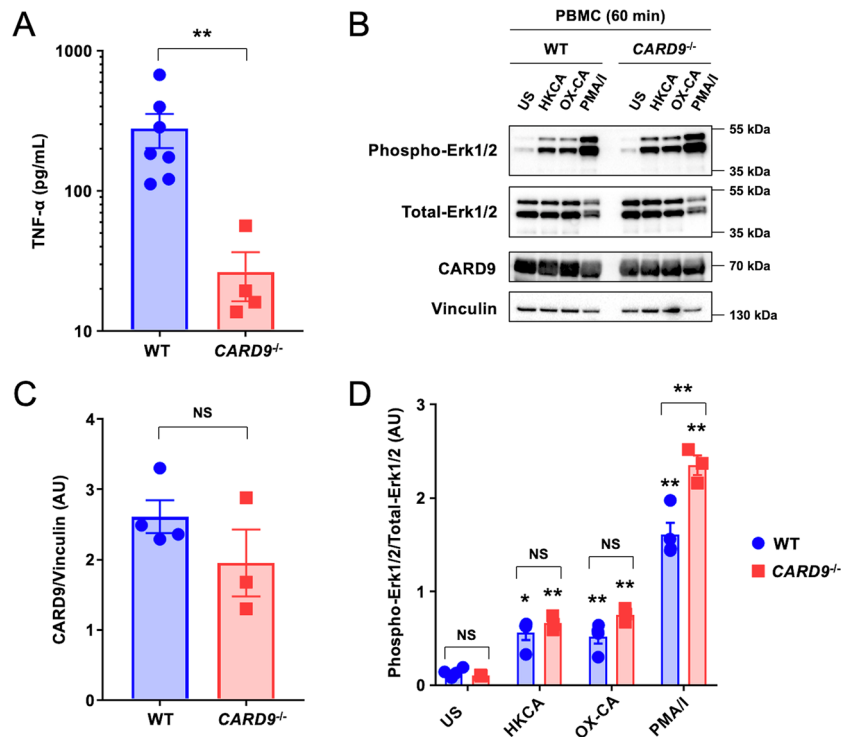 A
**
1000
100
10
TNF-α (pg/mL)
WT
CARD9-/-
B
PBMC (60 min)
WT
CARD9-/-
US
HKCA
OX-CA
PMA/I
US
HKCA
OX-CA
PMA/I
Phospho-Erk1/2
55 kDa
35 kDa
Total-Erk1/2
55 kDa
35 kDa
CARD9
70 kDa
Vinculin
130 kDa
C
NS
4
3
2
1
0
CARD9/Vinculin (AU)
WT
CARD9-/-
D
3
2
1
0
Phospho-Erk1/2/Total-Erk1/2 (AU)
NS
NS
*
**
NS
**
**
**
**
**
US
HKCA
OX-CA
PMA/I
WT
CARD9-/-